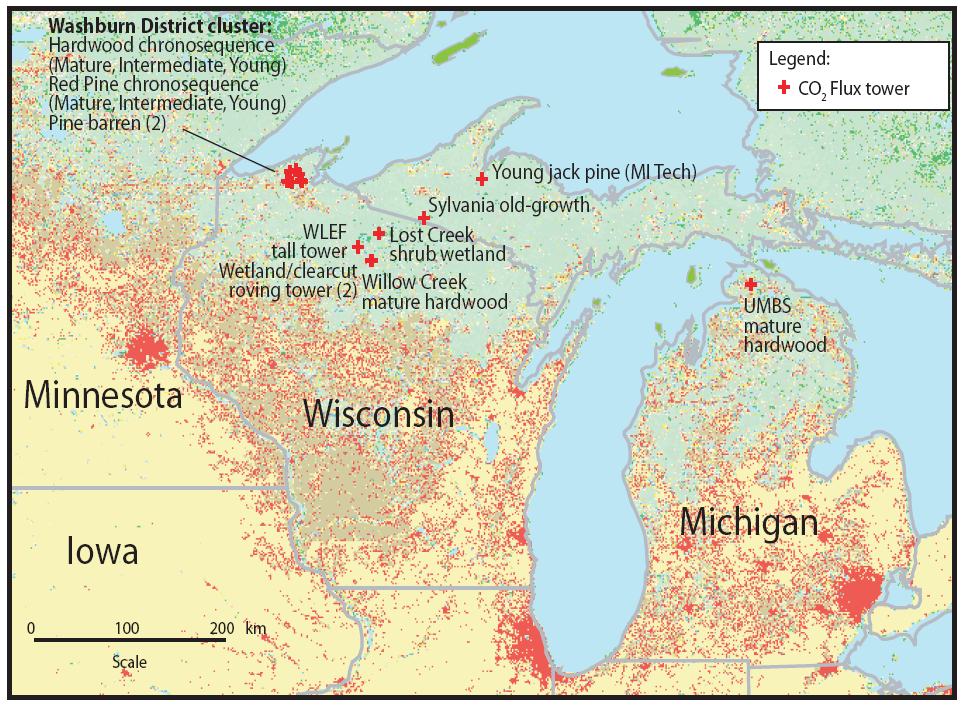 Washburn District cluster:
Hardwood chronosequence
(Mature, Intermediate, Young)
Red Pine chronosequence
(Mature, Intermediate, Young)
Pine barren (2)
Legend:
CO2 Flux tower
Young jack pine (MI Tech)
Sylvania old-growth
WLEF
tall tower
Lost Creek
shrub wetland
Wetland/clearcut
roving tower (2)
Willow Creek
mature hardwood
UMBS
mature
hardwood
Minnesota
Wisconsin
Michigan
Iowa
0 100 200 km
Scale